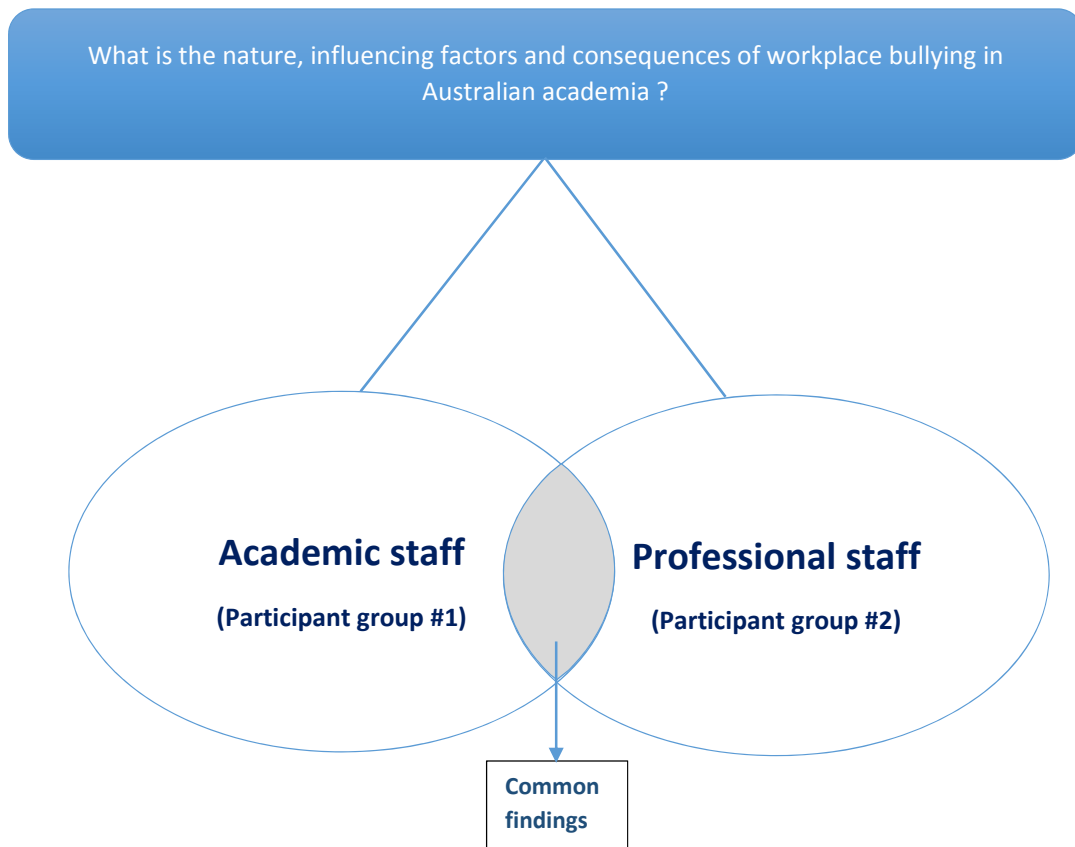 What is the nature, influencing factors and consequences of workplace bullying in
Australian academia ?
Academic staff
(Participant group #1)
Professional staff
(Participant group #2)
Common
findings